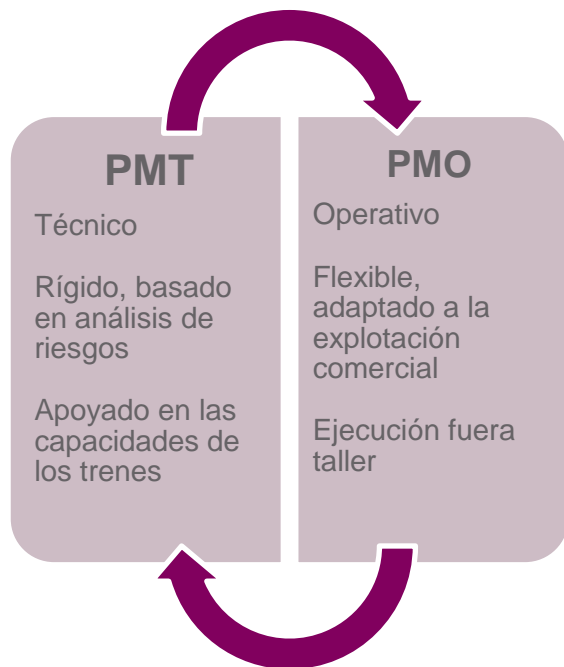 PMT
Técnico
Rígido, basado
en análisis de
riesgos
Apoyado en las
capacidades de
los trenes
PMO
Operativo
Flexible,
adaptado a la
explotación
comercial
Ejecución fuera
taller